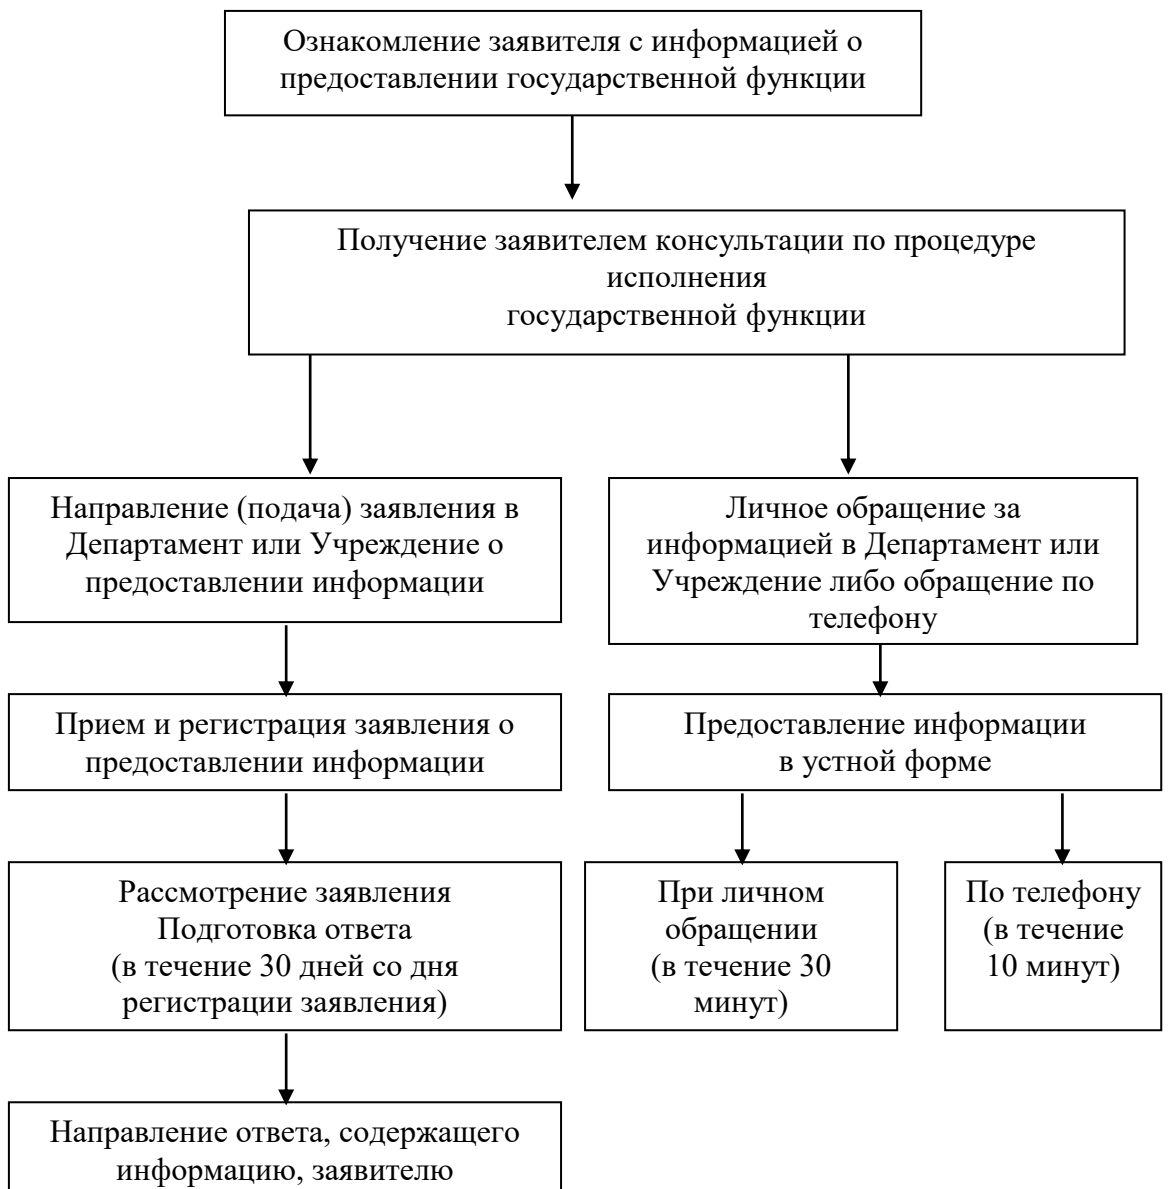 Ознакомление заявителя с информацией о
предоставлении государственной функции
Получение заявителем консультации по процедуре
исполнения
государственной функции
Направление (подача) заявления в
Департамент или Учреждение о
предоставлении информации
Личное обращение за
информацией в Департамент или
Учреждение либо обращение по
телефону
Прием и регистрация заявления о
предоставлении информации
Предоставление информации
в устной форме
Рассмотрение заявления
Подготовка ответа
(в течение 30 дней со дня
регистрации заявления)
При личном
обращении
(в течение 30
минут)
По телефону
(в течение
10 минут)
Направление ответа, содержащего
информацию, заявителю